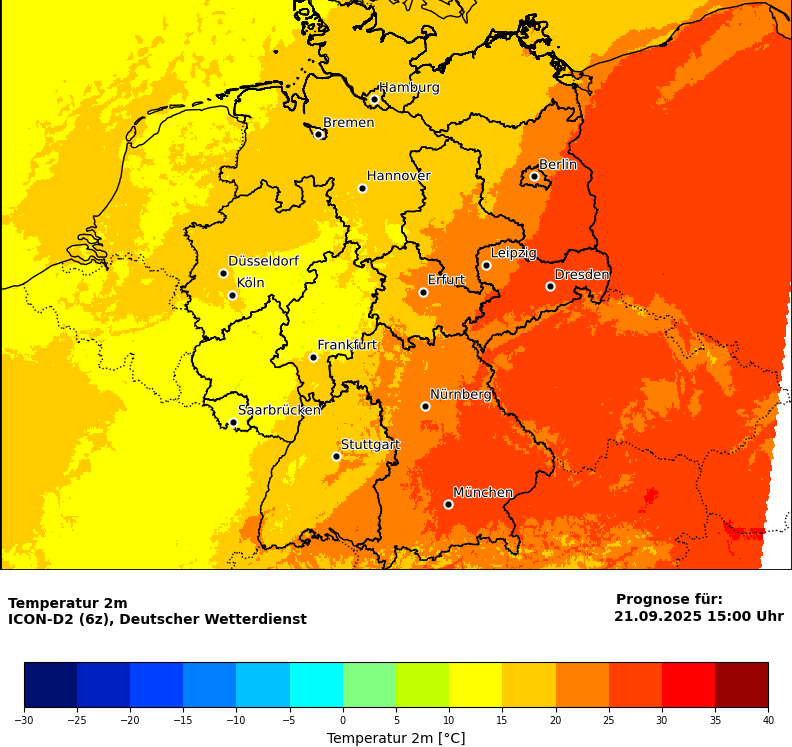 Hamburg
Bremen
Berlin
Hannover
Leipzig
Düsseldorf
Dresden
Köln
Erfurt
Frankfurt
Nürnberg
Saarbrücken
Stuttgart
München
Temperatur 2m
ICON-D2 (6z), Deutscher Wetterdienst
Prognose für:
21.09.2025 15:00 Uhr
−30 −25 −20 −15 −10 −5 0 5 10 15 20 25 30 35 40
Temperatur 2m [°C]